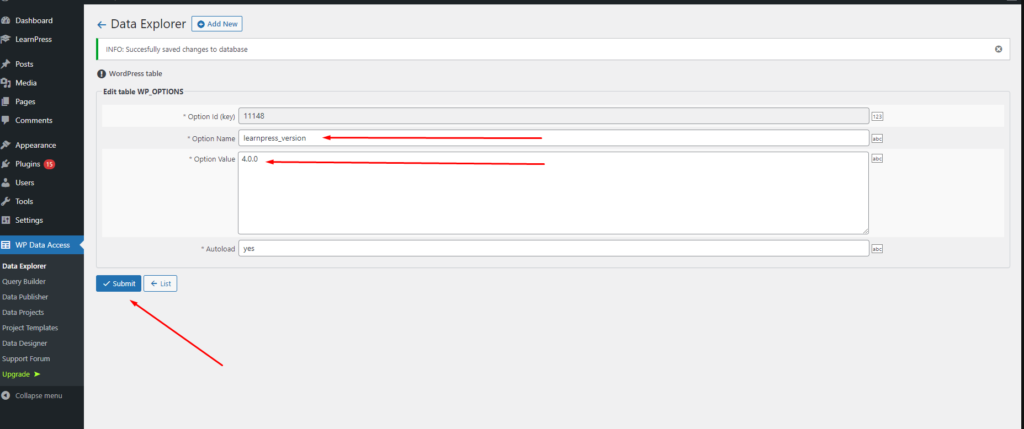 Dashboard
LearnPress
Posts
Media
Pages
Comments
Appearance
Plugins 15
Users
Tools
Settings
WP Data Access
Data Explorer
Query Builder
Data Publisher
Data Projects
Project Templates
Data Designer
Support Forum
Upgrade
Collapse menu
Data Explorer Add New
INFO: Succesfully saved changes to database
WordPress table
Edit table WP_OPTIONS
* Option Id (key) 11148 123
* Option Name learnpress_version abc
* Option Value 4.0.0 abc
* Autoload yes abc
Submit List